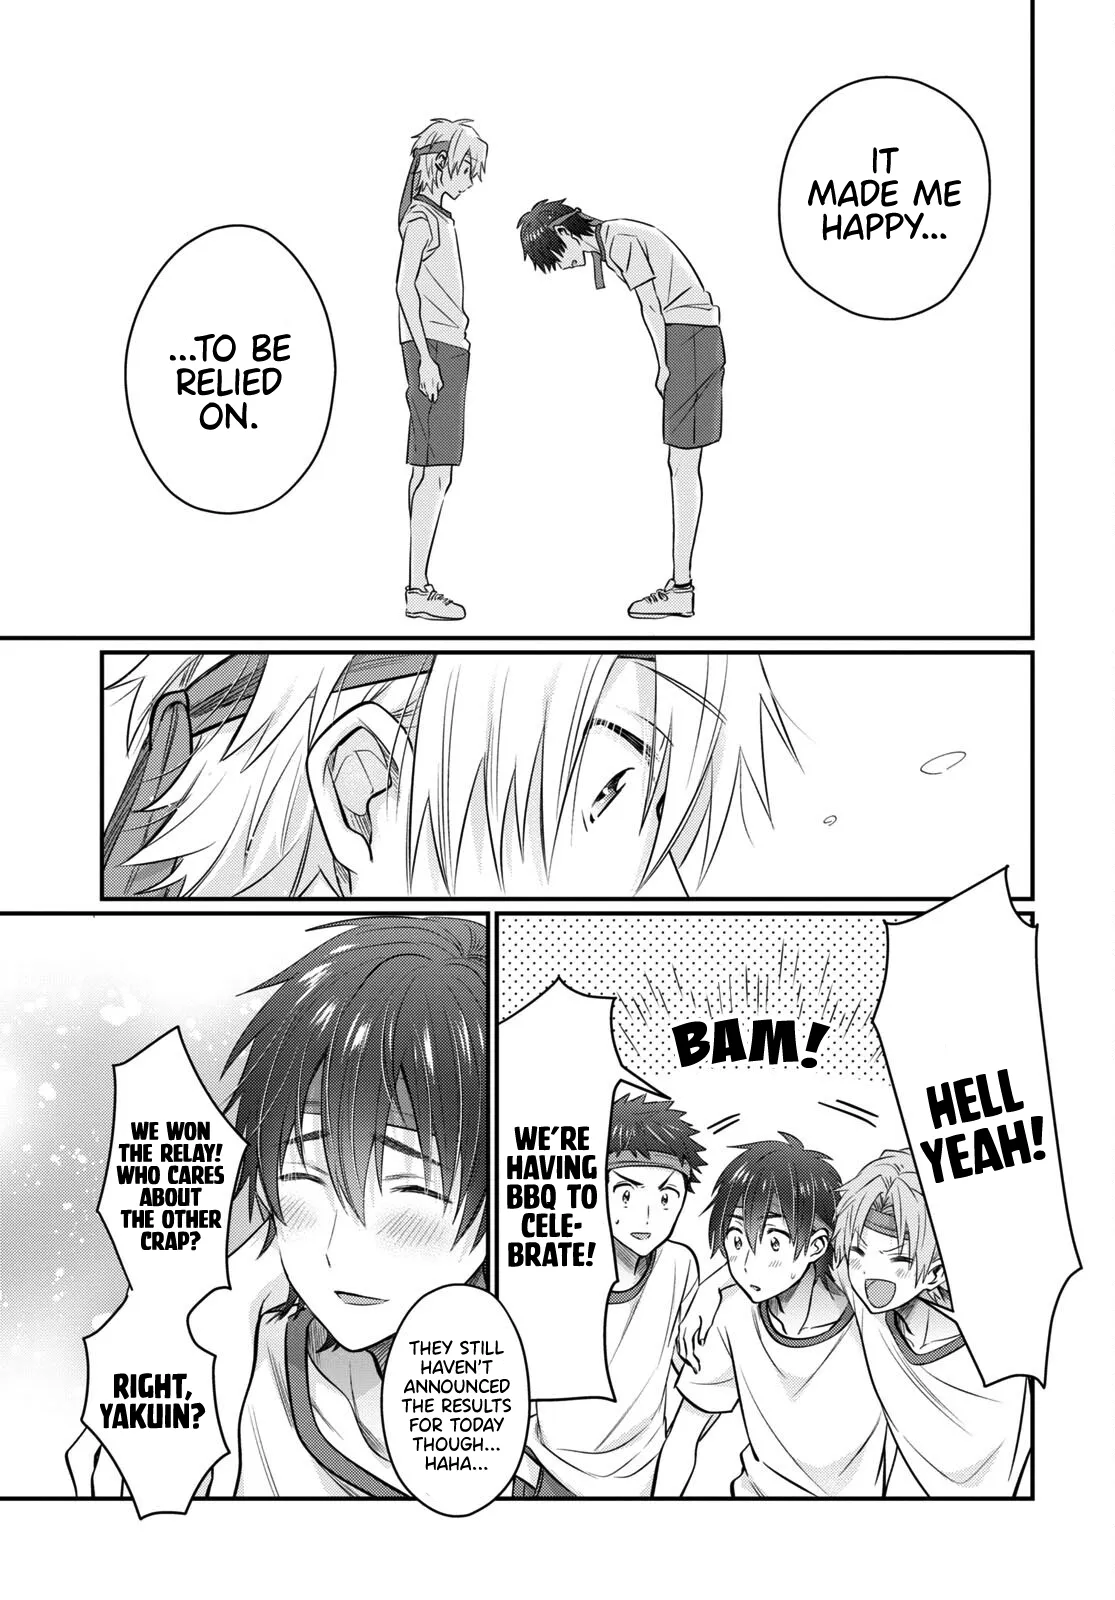 IT
MADE ME
HAPPY...
...TO BE
RELIED
ON.
HELL
YEAH!
BAM!
WE'RE
HAVING
BBQ TO
CELE-
BRATE!
WE WON
THE RELAY!
WHO CARES
ABOUT
THE OTHER
CRAP?
RIGHT,
YAKUIN?
THEY STILL
HAVEN'T
ANNOUNCED
THE RESULTS
FOR TODAY
THOUGH...
HAHA...